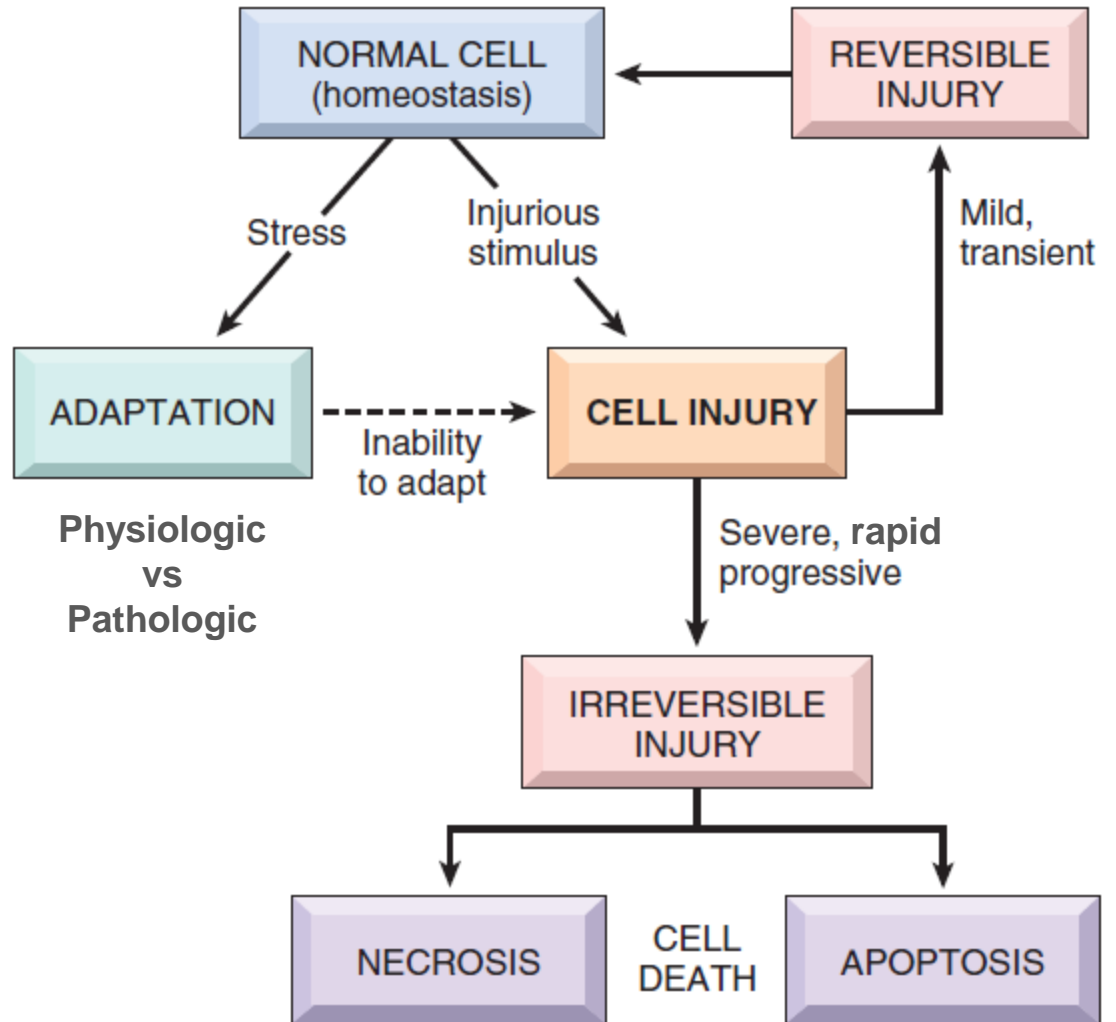 NORMAL CELL
(homeostasis)
REVERSIBLE
INJURY
Stress
Injurious
stimulus
Mild,
transient
ADAPTATION
Inability
to adapt
CELL INJURY
Physiologic
vs
Pathologic
Severe, rapid
progressive
IRREVERSIBLE
INJURY
NECROSIS
CELL
DEATH
APOPTOSIS